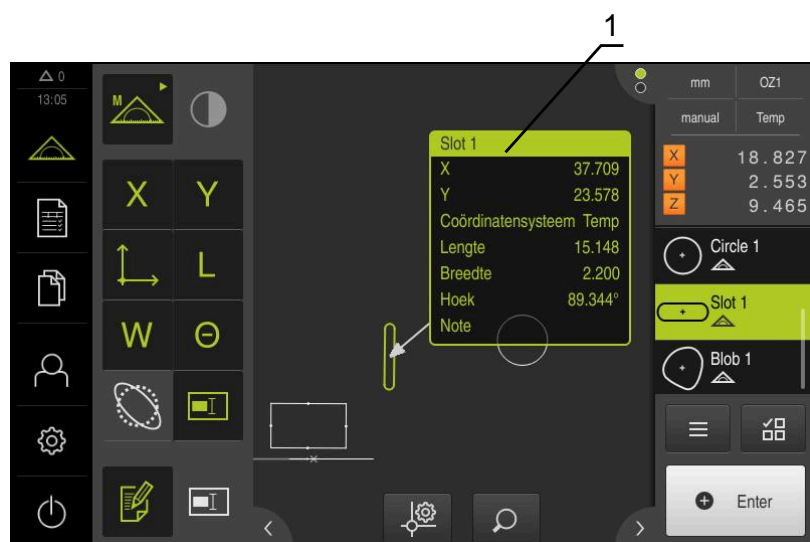 1
0
13:05
M
X Y
L
W Θ
Slot 1
X 37.709
Y 23.578
Coördinatensysteem Temp
Lengte 15.148
Breedte 2.200
Hoek 89.344°
Note
mm OZ1
manual Temp
X 18.827
Y 2.553
Z 9.465
Circle 1
Slot 1
Blob 1
Enter